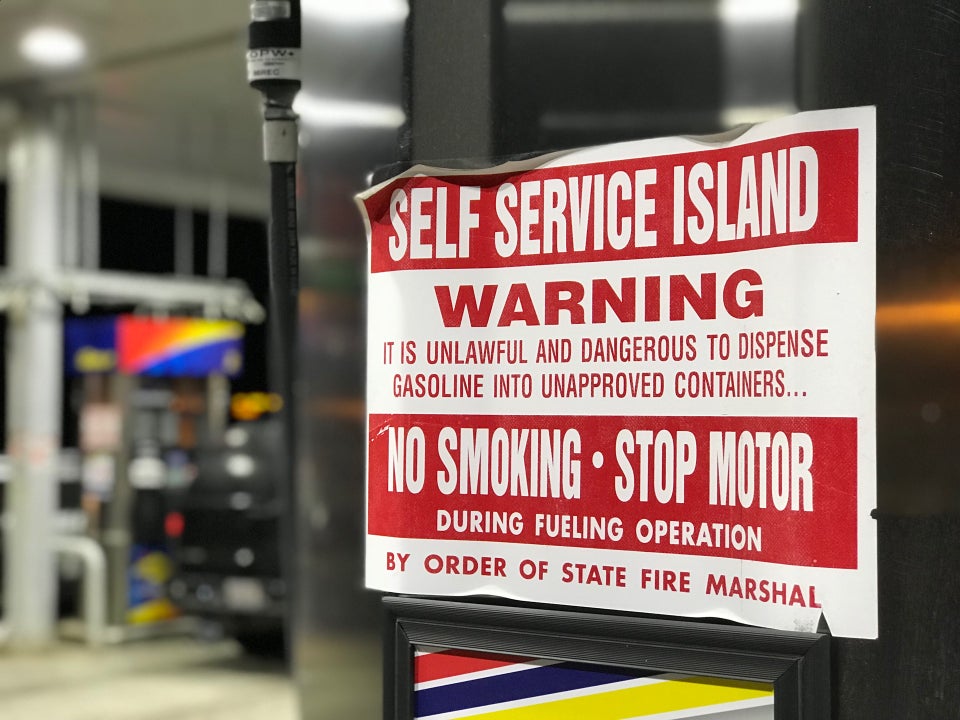 OPW
SELF SERVICE ISLAND
WARNING
IT IS UNLAWFUL AND DANGEROUS TO DISPENSE
GASOLINE INTO UNAPPROVED CONTAINERS...
NO SMOKING • STOP MOTOR
DURING FUELING OPERATION
BY ORDER OF STATE FIRE MARSHAL